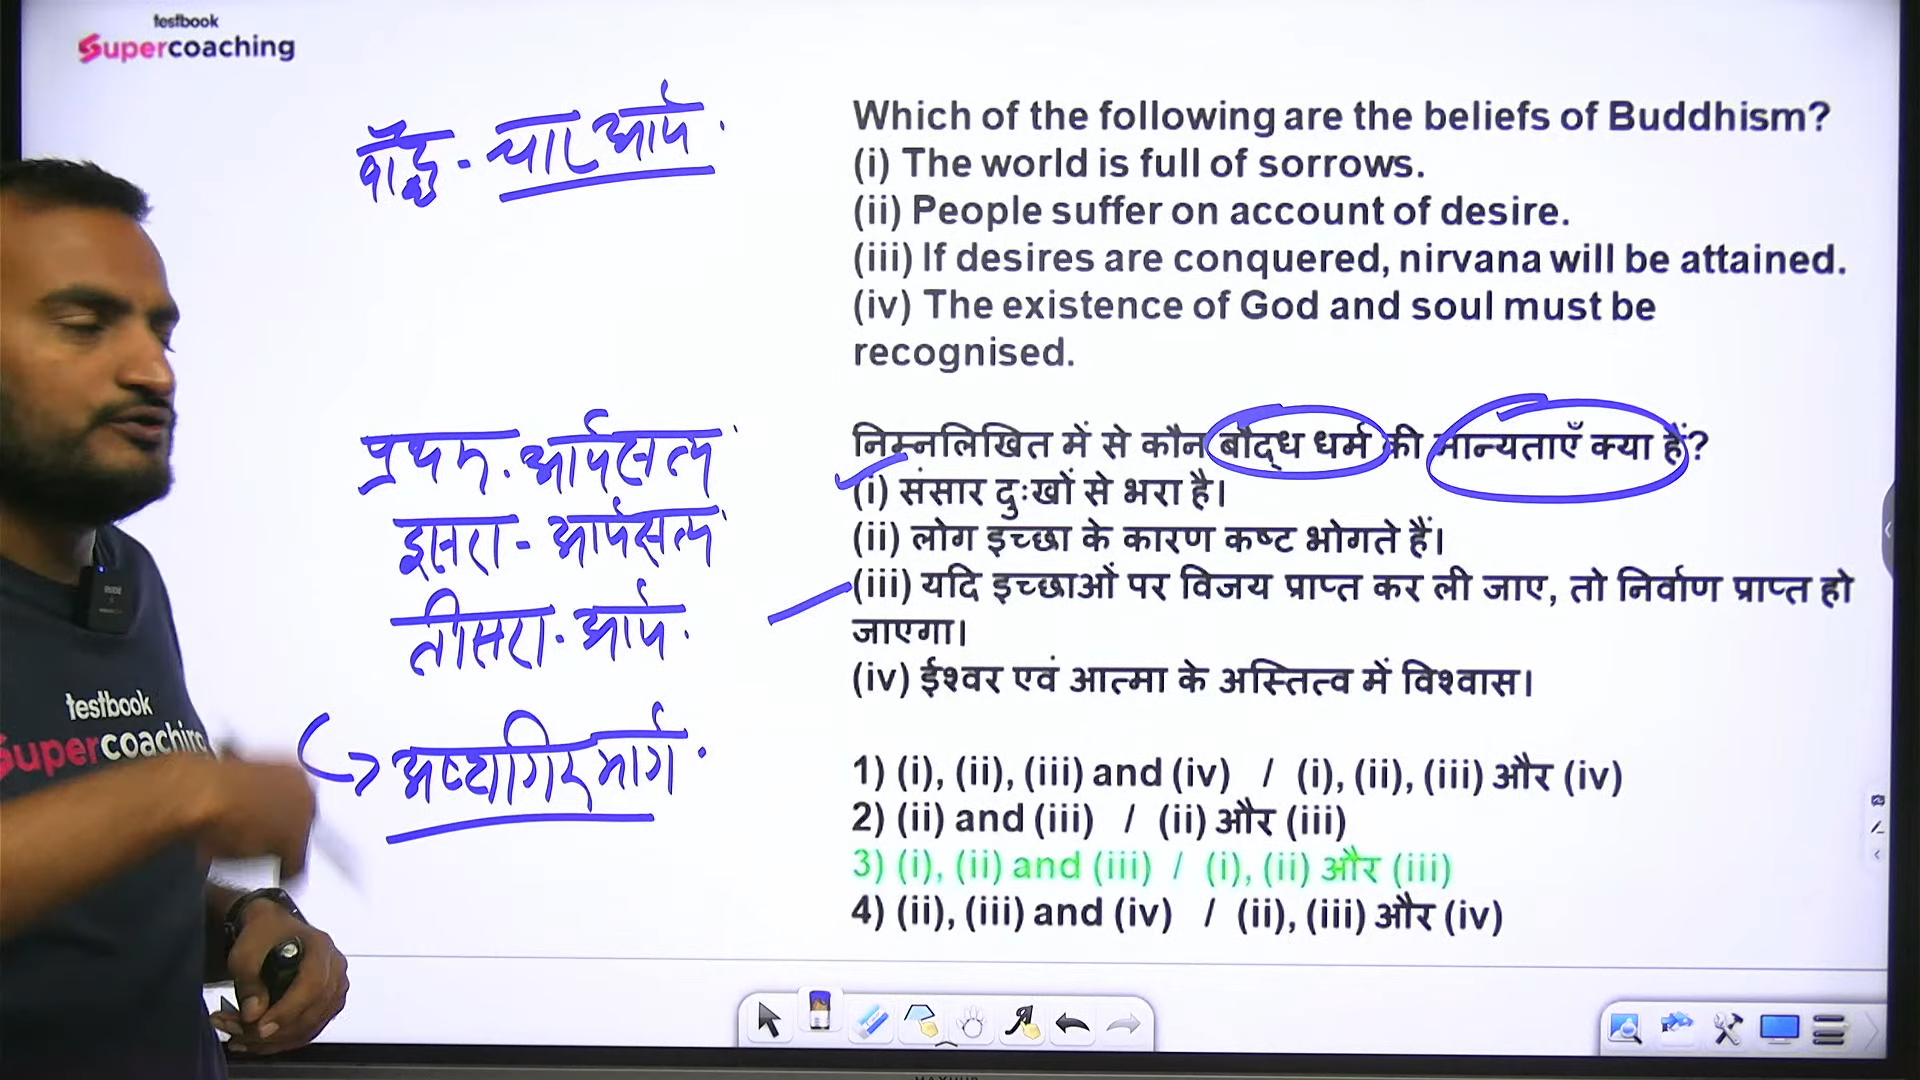 testbook
Supercoaching
बौद्ध - चार आर्य
Which of the following are the beliefs of Buddhism?
(i) The world is full of sorrows.
(ii) People suffer on account of desire.
(iii) If desires are conquered, nirvana will be attained.
(iv) The existence of God and soul must be
recognised.
प्रथम - आर्यसत्य
दूसरा - आर्यसत्य
तीसरा - आर्य
मार्ग
निम्नलिखित में से कौन बौद्ध धर्म की मान्यताएँ क्या हैं?
(i) संसार दुःखों से भरा है।
(ii) लोग इच्छा के कारण कष्ट भोगते हैं।
(iii) यदि इच्छाओं पर विजय प्राप्त कर ली जाए, तो निर्वाण प्राप्त हो
जाएगा।
(iv) ईश्वर एवं आत्मा के अस्तित्व में विश्वास।
1) (i), (ii), (iii) and (iv) / (i), (ii), (iii) और (iv)
2) (ii) and (iii) / (ii) और (iii)
3) (i), (ii) and (iii) / (i), (ii) और (iii)
4) (ii), (iii) and (iv) / (ii), (iii) और (iv)
testbook
Supercoaching